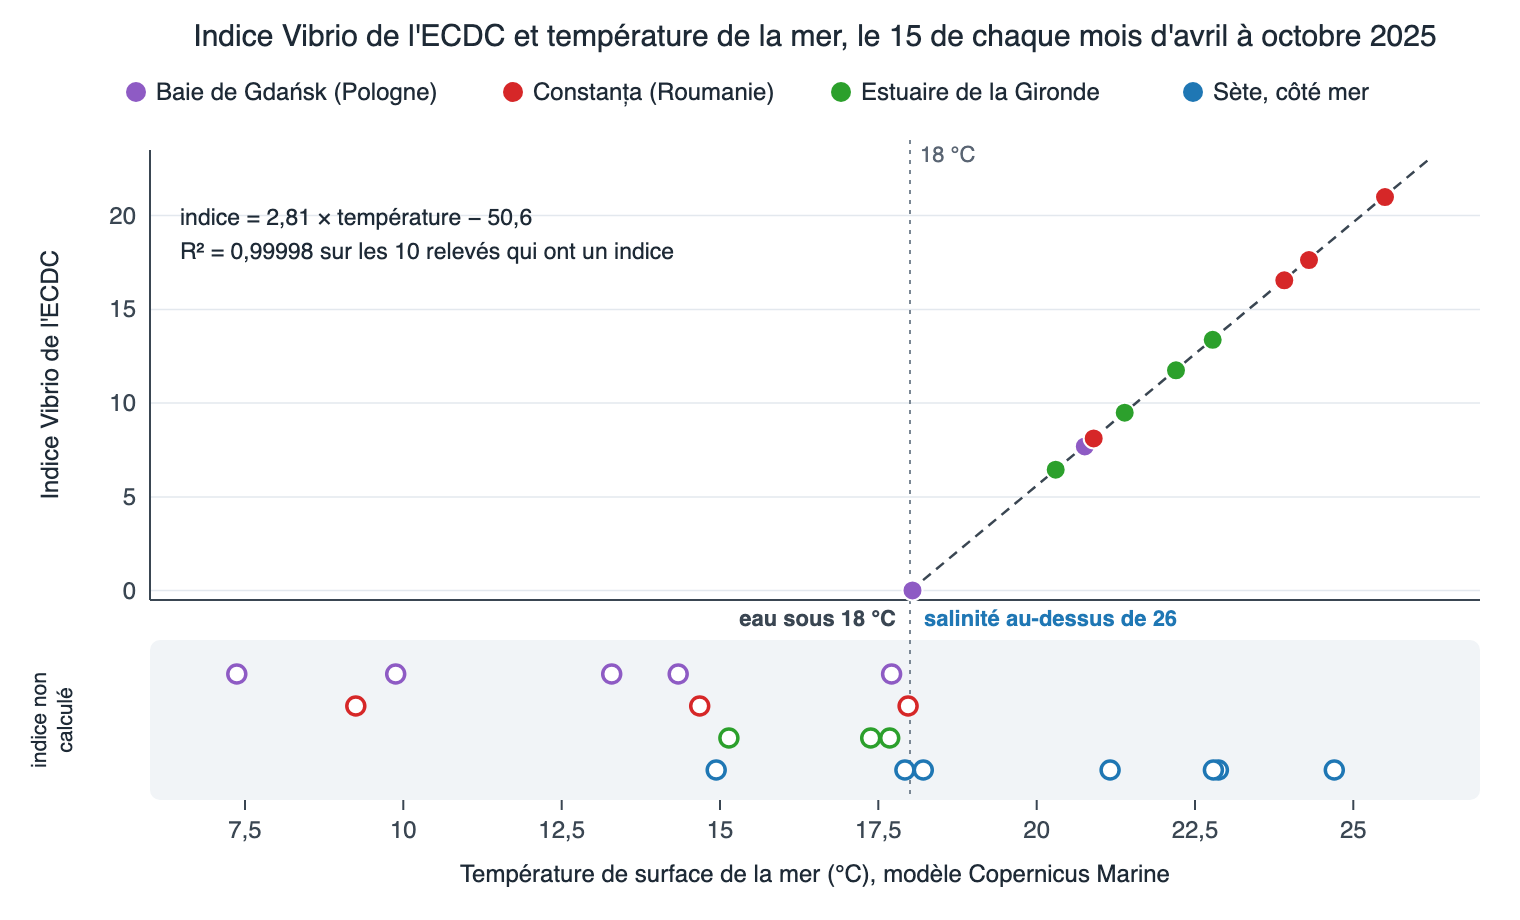 Indice Vibrio de l'ECDC et température de la mer, le 15 de chaque mois d'avril à octobre 2025
Baie de Gdańsk (Pologne)
Constanța (Roumanie)
Estuaire de la Gironde
Sète, côté mer
18 °C
indice = 2,81 × température − 50,6
R² = 0,99998 sur les 10 relevés qui ont un indice
Indice Vibrio de l'ECDC
20
15
10
5
0
eau sous 18 °C
salinité au-dessus de 26
indice non
calculé
7,5
10
12,5
15
17,5
20
22,5
25
Température de surface de la mer (°C), modèle Copernicus Marine